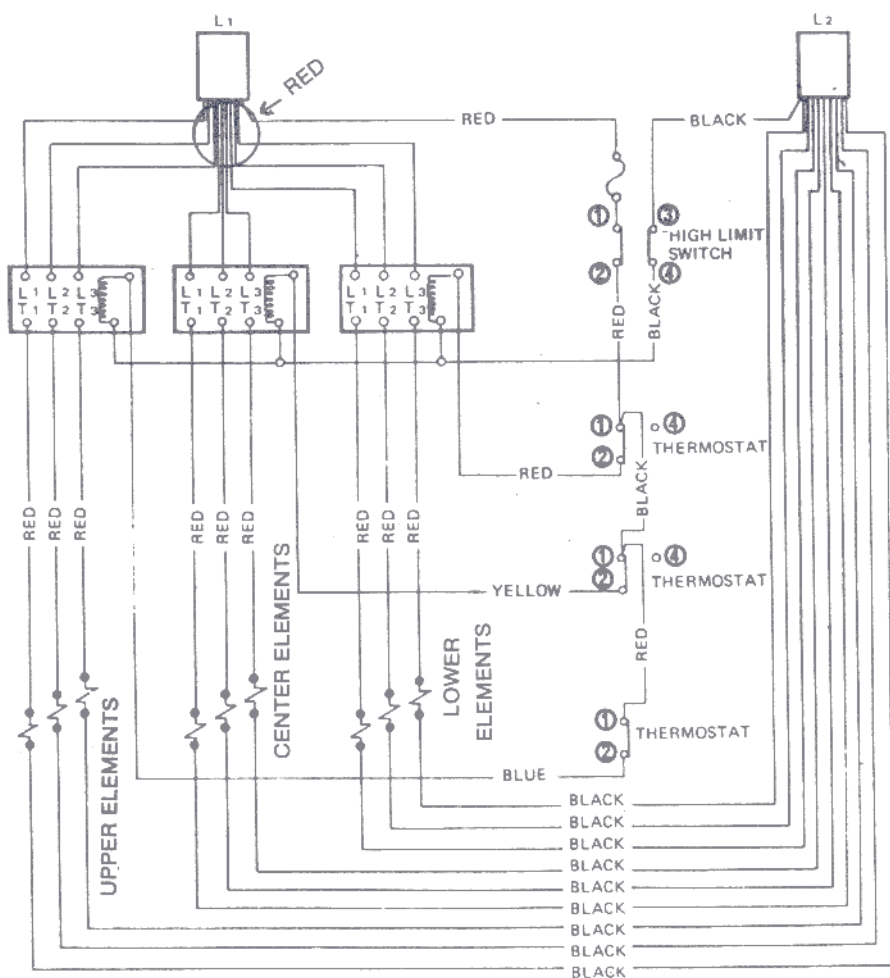 L1
L2
RED
RED
BLACK
① ③
HIGH LIMIT
SWITCH
② ④
L1 L2 L3
T1 T2 T3
L1 L2 L3
T1 T2 T3
L1 L2 L3
T1 T2 T3
RED
BLACK
① ④
THERMOSTAT
②
RED
BLACK
RED
RED
RED
RED
RED
RED
RED
RED
RED
① ④
THERMOSTAT
②
YELLOW
RED
UPPER ELEMENTS
CENTER ELEMENTS
LOWER
ELEMENTS
①
THERMOSTAT
②
BLUE
BLACK
BLACK
BLACK
BLACK
BLACK
BLACK
BLACK
BLACK
BLACK